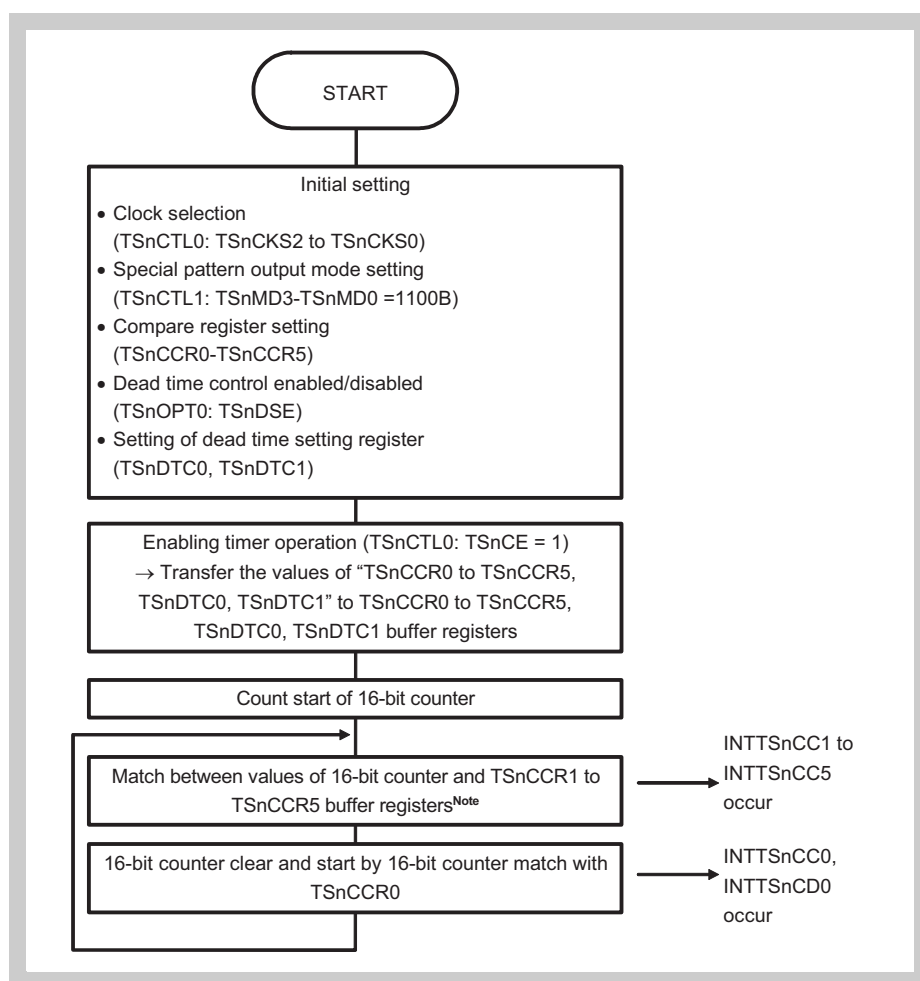 START
Initial setting
• Clock selection
(TSnCTL0: TSnCKS2 to TSnCKS0)
• Special pattern output mode setting
(TSnCTL1: TSnMD3-TSnMD0 =1100B)
• Compare register setting
(TSnCCR0-TSnCCR5)
• Dead time control enabled/disabled
(TSnOPT0: TSnDSE)
• Setting of dead time setting register
(TSnDTC0, TSnDTC1)
Enabling timer operation (TSnCTL0: TSnCE = 1)
→ Transfer the values of “TSnCCR0 to TSnCCR5,
TSnDTC0, TSnDTC1” to TSnCCR0 to TSnCCR5,
TSnDTC0, TSnDTC1 buffer registers
Count start of 16-bit counter
Match between values of 16-bit counter and TSnCCR1 to
TSnCCR5 buffer registersNote
INTTSnCC1 to
INTTSnCC5
occur
16-bit counter clear and start by 16-bit counter match with
TSnCCR0
INTTSnCC0,
INTTSnCD0
occur